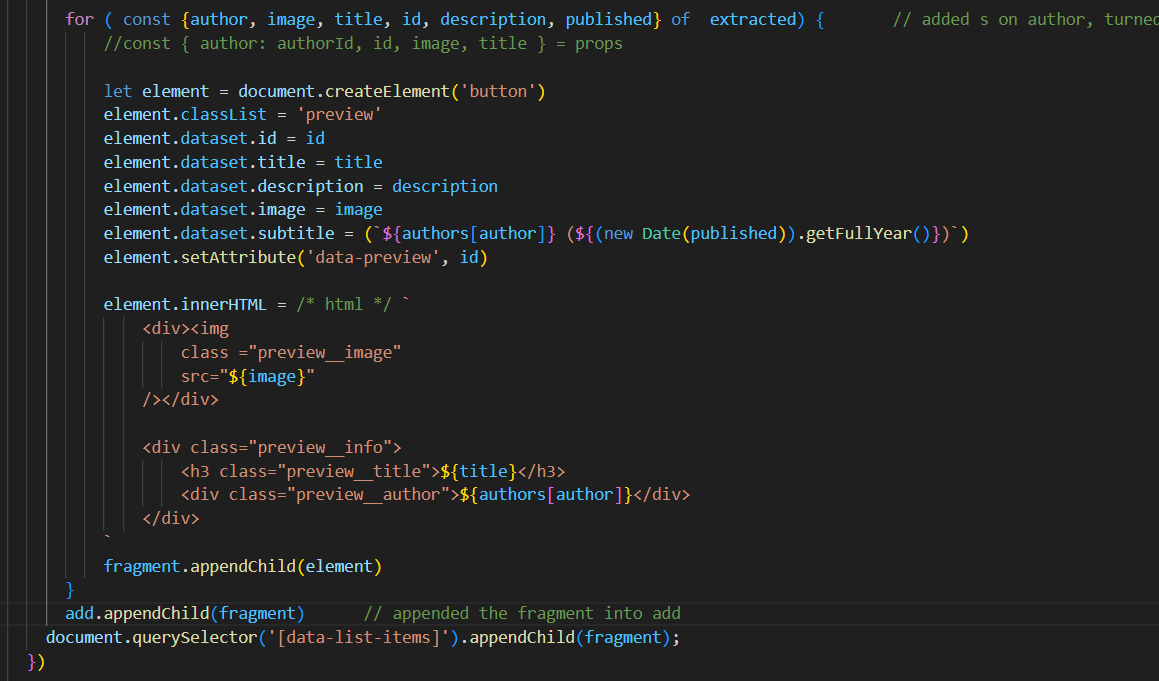 for ( const {author, image, title, id, description, published} of  extracted) {       // added s on author, turned
//const { author: authorId, id, image, title } = props
let element = document.createElement('button')
element.classList = 'preview'
element.dataset.id = id
element.dataset.title = title
element.dataset.description = description
element.dataset.image = image
element.dataset.subtitle = (`${authors[author]} (${(new Date(published)).getFullYear()})`)
element.setAttribute('data-preview', id)
element.innerHTML = /* html */ `
<div><img
class ="preview__image"
src="${image}"
/></div>
<div class="preview__info">
<h3 class="preview__title">${title}</h3>
<div class="preview__author">${authors[author]}</div>
</div>
`
fragment.appendChild(element)
}
add.appendChild(fragment)      // appended the fragment into add
document.querySelector('[data-list-items]').appendChild(fragment);
})